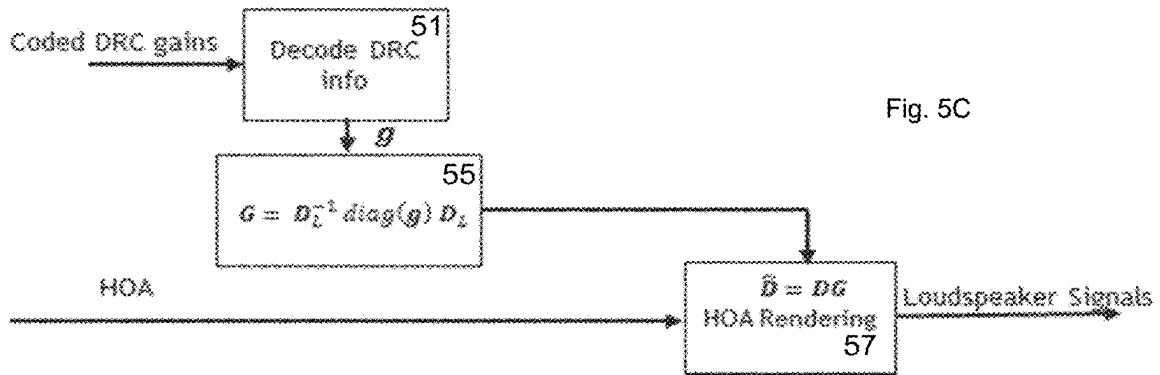 51
Coded DRC gains
Decode DRC
info
Fig. 5C
g
55
G = D_L^{-1} diag(g) D_L
HOA
D̂ = DG
HOA Rendering
57
Loudspeaker Signals